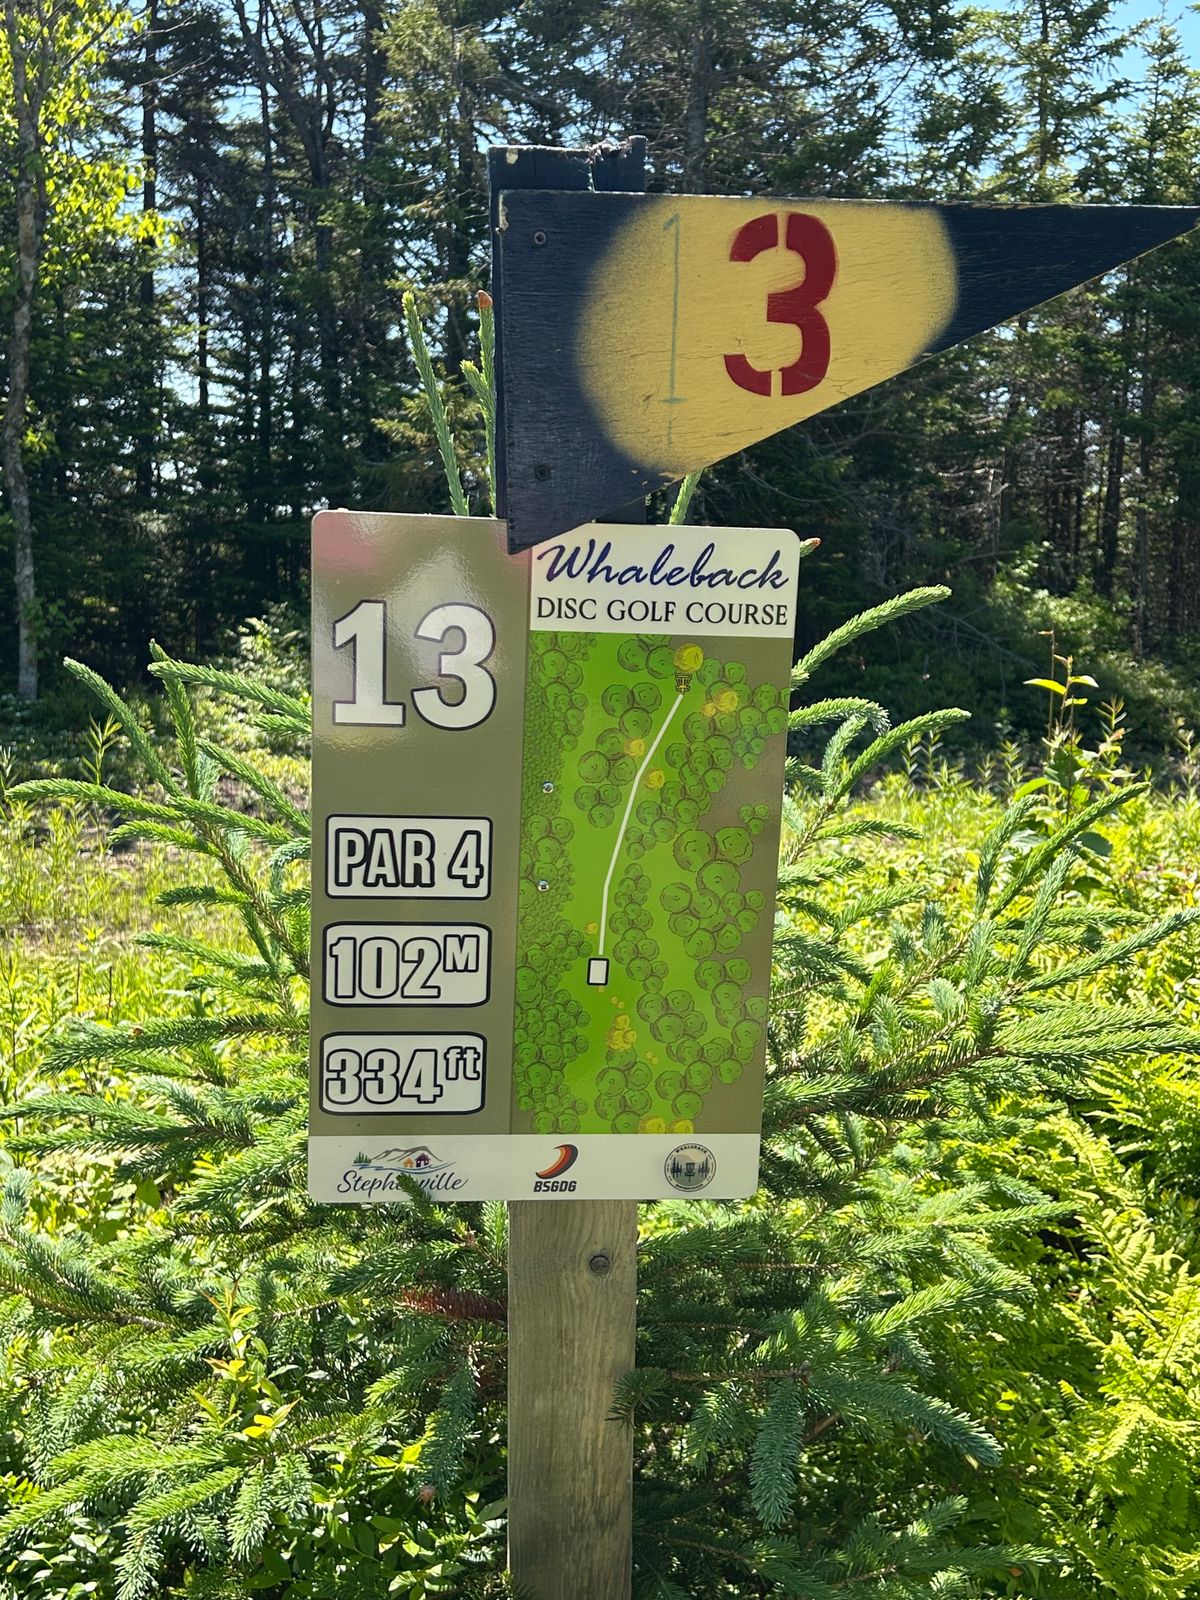 13
Whaleback
DISC GOLF COURSE
13
PAR 4
102M
334ft
Stephenville
BSGDG